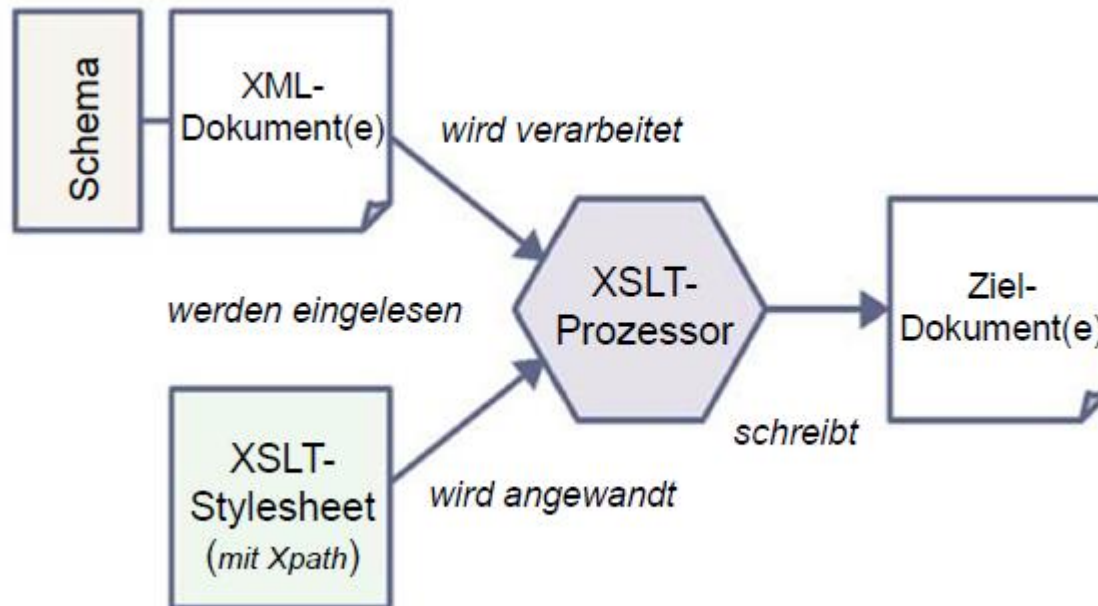 Schema
XML-
Dokument(e)
wird verarbeitet
werden eingelesen
XSLT-
Prozessor
Ziel-
Dokument(e)
schreibt
XSLT-
Stylesheet
(mit Xpath)
wird angewandt